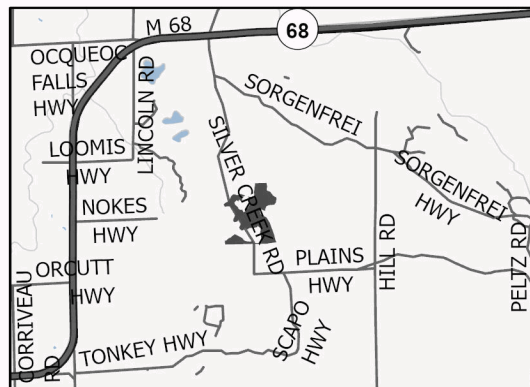 M 68
68
OCQUEOC
FALLS
HWY
LINCOLN RD
SORGENFREI
SILVER CREEK RD
LOOMIS
HWY
SORGENFREI
HWY
NOKES
HWY
PLAINS
HWY
HILL RD
PELTZ RD
ORCUTT
HWY
CORRIVEAU
RD
SCAPO
HWY
TONKEY HWY